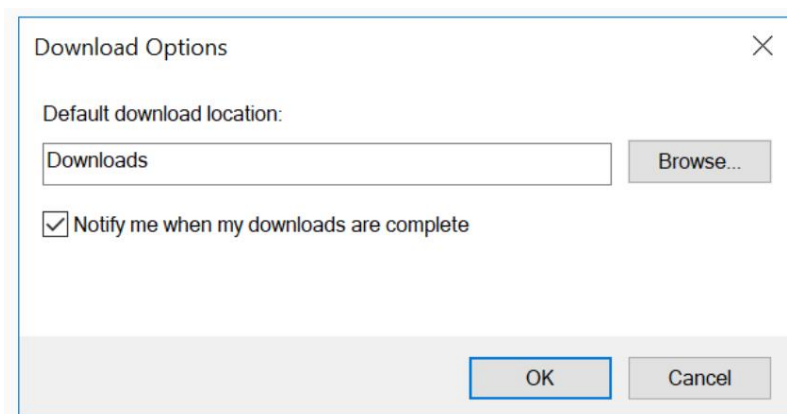 Download Options
Default download location:
Downloads
Browse...
Notify me when my downloads are complete
OK
Cancel